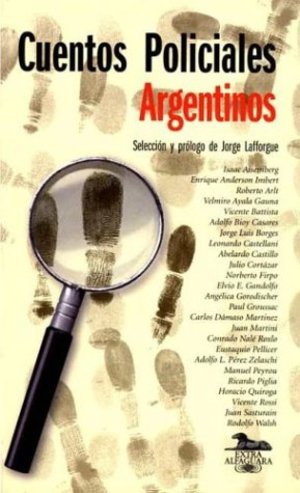 Cuentos Policiales
Argentinos
Selección y prólogo de Jorge Lafforgue
Isaac Aisemberg
Enrique Anderson Imbert
Roberto Arlt
Velmiro Ayala Gauna
Vicente Battista
Adolfo Bioy Casares
Jorge Luis Borges
Leonardo Castellani
Abelardo Castillo
Julio Cortázar
Norberto Firpo
Elvio E. Gandolfo
Angélica Gorodischer
Paul Groussac
Carlos Dámaso Martínez
Juan Martini
Conrado Nalé Roxlo
Eustaquio Pellicer
Adolfo L. Pérez Zelaschi
Manuel Peyrou
Ricardo Piglia
Horacio Quiroga
Vicente Rossi
Juan Sasturain
Rodolfo Walsh
EXTRA
ALFAGUARA